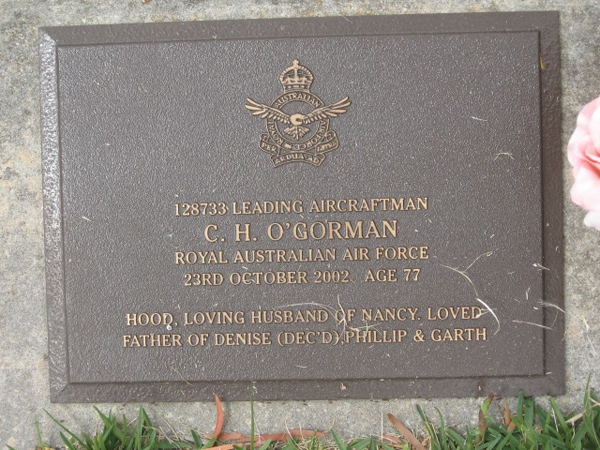 AUSTRALIAN
128733 LEADING AIRCRAFTMAN
C. H. O'GORMAN
ROYAL AUSTRALIAN AIR FORCE
23RD OCTOBER 2002 AGE 77
HOOD, LOVING HUSBAND OF NANCY. LOVED
FATHER OF DENISE (DEC'D), PHILLIP & GARTH